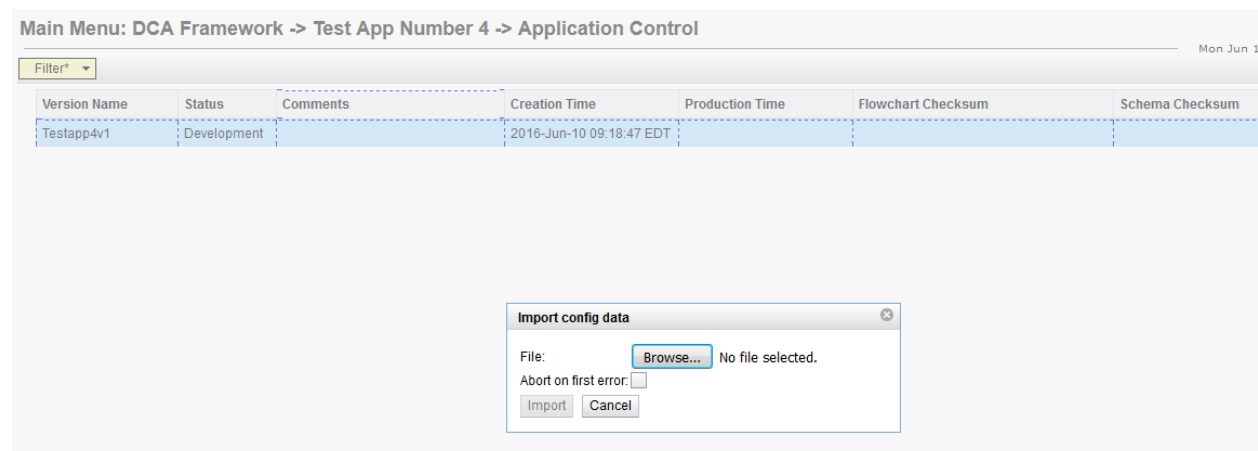 Main Menu: DCA Framework -> Test App Number 4 -> Application Control
Mon Jun 1
Filter*
Version Name Status Comments Creation Time Production Time Flowchart Checksum Schema Checksum
Testapp4v1 Development 2016-Jun-10 09:18:47 EDT
Import config data
File: Browse... No file selected.
Abort on first error:
Import Cancel